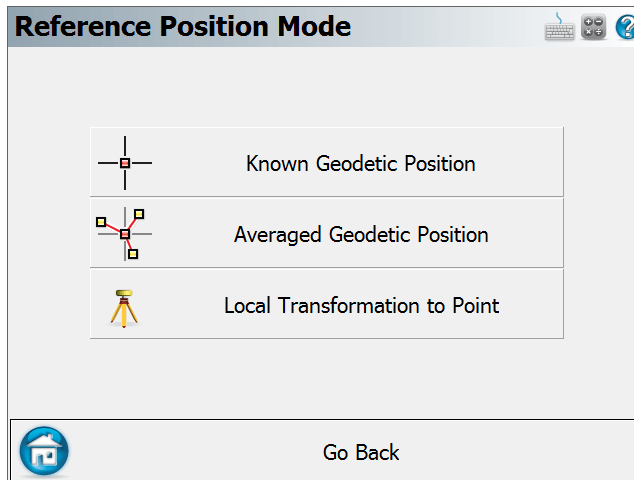 Reference Position Mode
Known Geodetic Position
Averaged Geodetic Position
Local Transformation to Point
Go Back